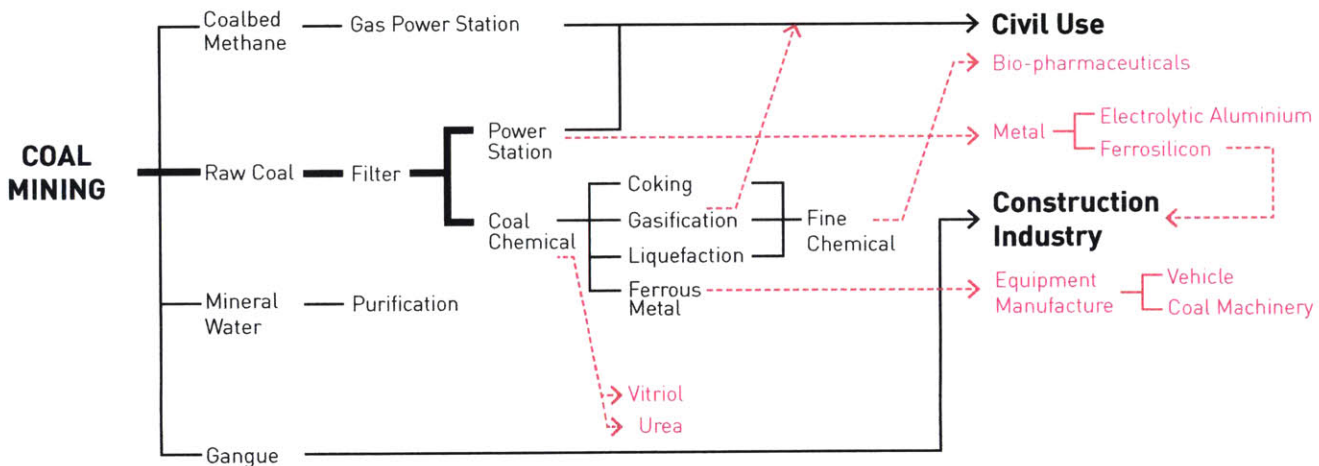 Coalbed
Methane
Gas Power Station
Civil Use
Bio-pharmaceuticals
Power
Station
Metal
Electrolytic Aluminium
Ferrosilicon
COAL
MINING
Raw Coal
Filter
Coking
Coal
Chemical
Gasification
Fine
Chemical
Liquefaction
Ferrous
Metal
Construction
Industry
Equipment
Manufacture
Vehicle
Coal Machinery
Mineral
Water
Purification
Vitriol
Urea
Gangue